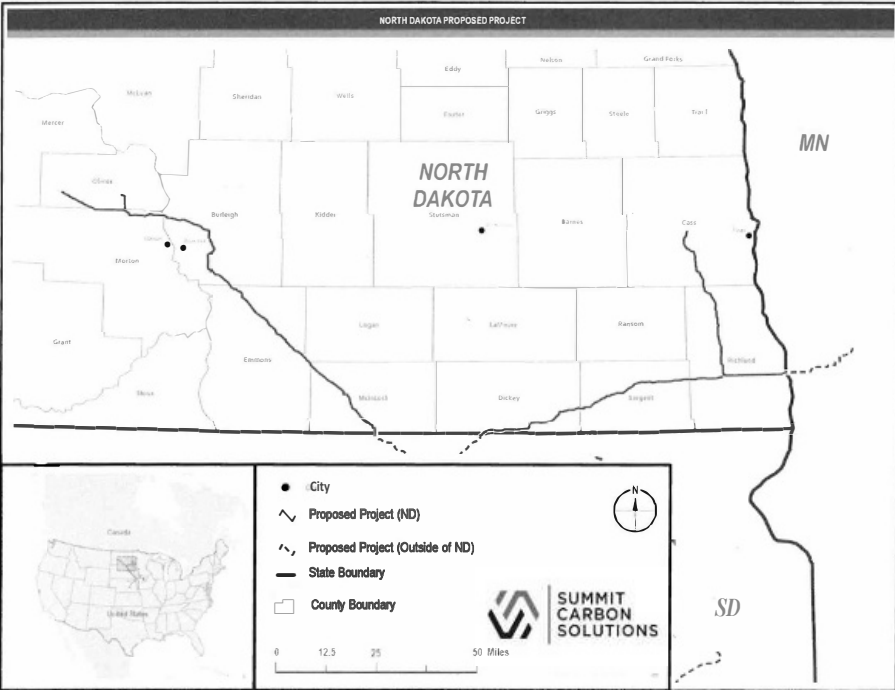 NORTH DAKOTA PROPOSED PROJECT
Nelson
Grand Forks
Eddy
McLean
Sheridan
Wells
Mercer
Foster
Griggs
Steele
Traill
MN
NORTH
DAKOTA
Oliver
Burleigh
Kidder
Stutsman
Barnes
Cass
Morton
Logan
LaMoure
Ransom
Grant
Emmons
Richland
Sioux
McIntosh
Dickey
Sargent
City
Proposed Project (ND)
Proposed Project (Outside of ND)
State Boundary
County Boundary
N
Canada
United States
SUMMIT
CARBON
SOLUTIONS
SD
0 12.5 25 50 Miles